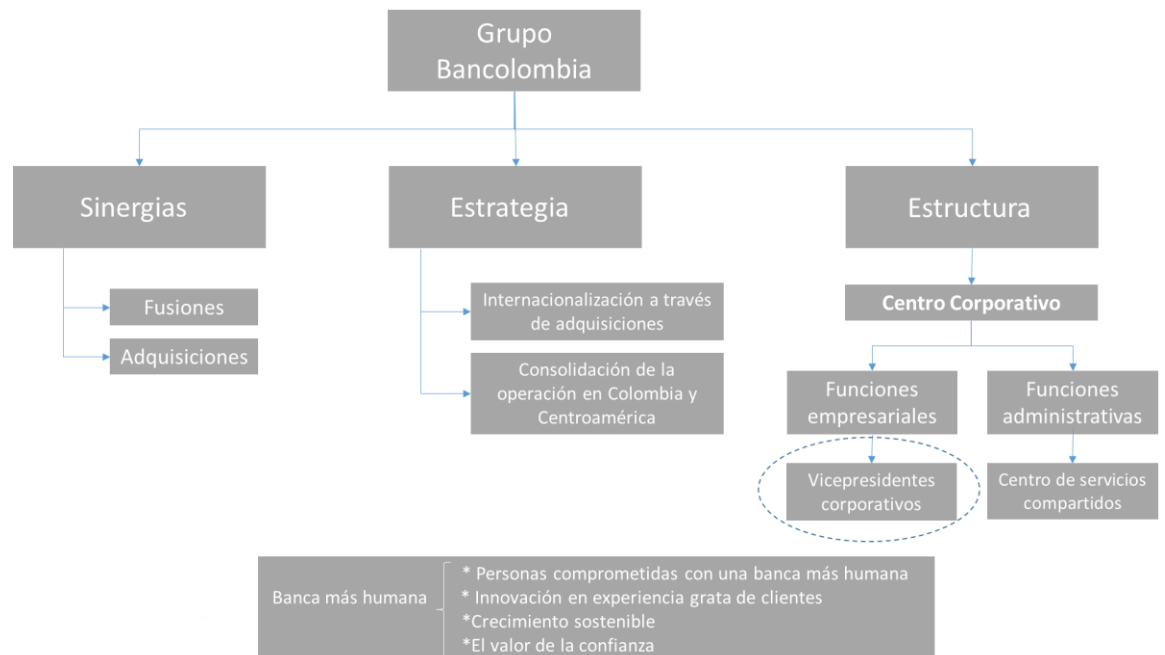 Grupo
Bancolombia
Sinergias
Estrategia
Estructura
Fusiones
Adquisiciones
Internacionalización a través
de adquisiciones
Consolidación de la
operación en Colombia y
Centroamérica
Centro Corporativo
Funciones
empresariales
Funciones
administrativas
Vicepresidentes
corporativos
Centro de servicios
compartidos
Banca más humana
* Personas comprometidas con una banca más humana
* Innovación en experiencia grata de clientes
*Crecimiento sostenible
*El valor de la confianza